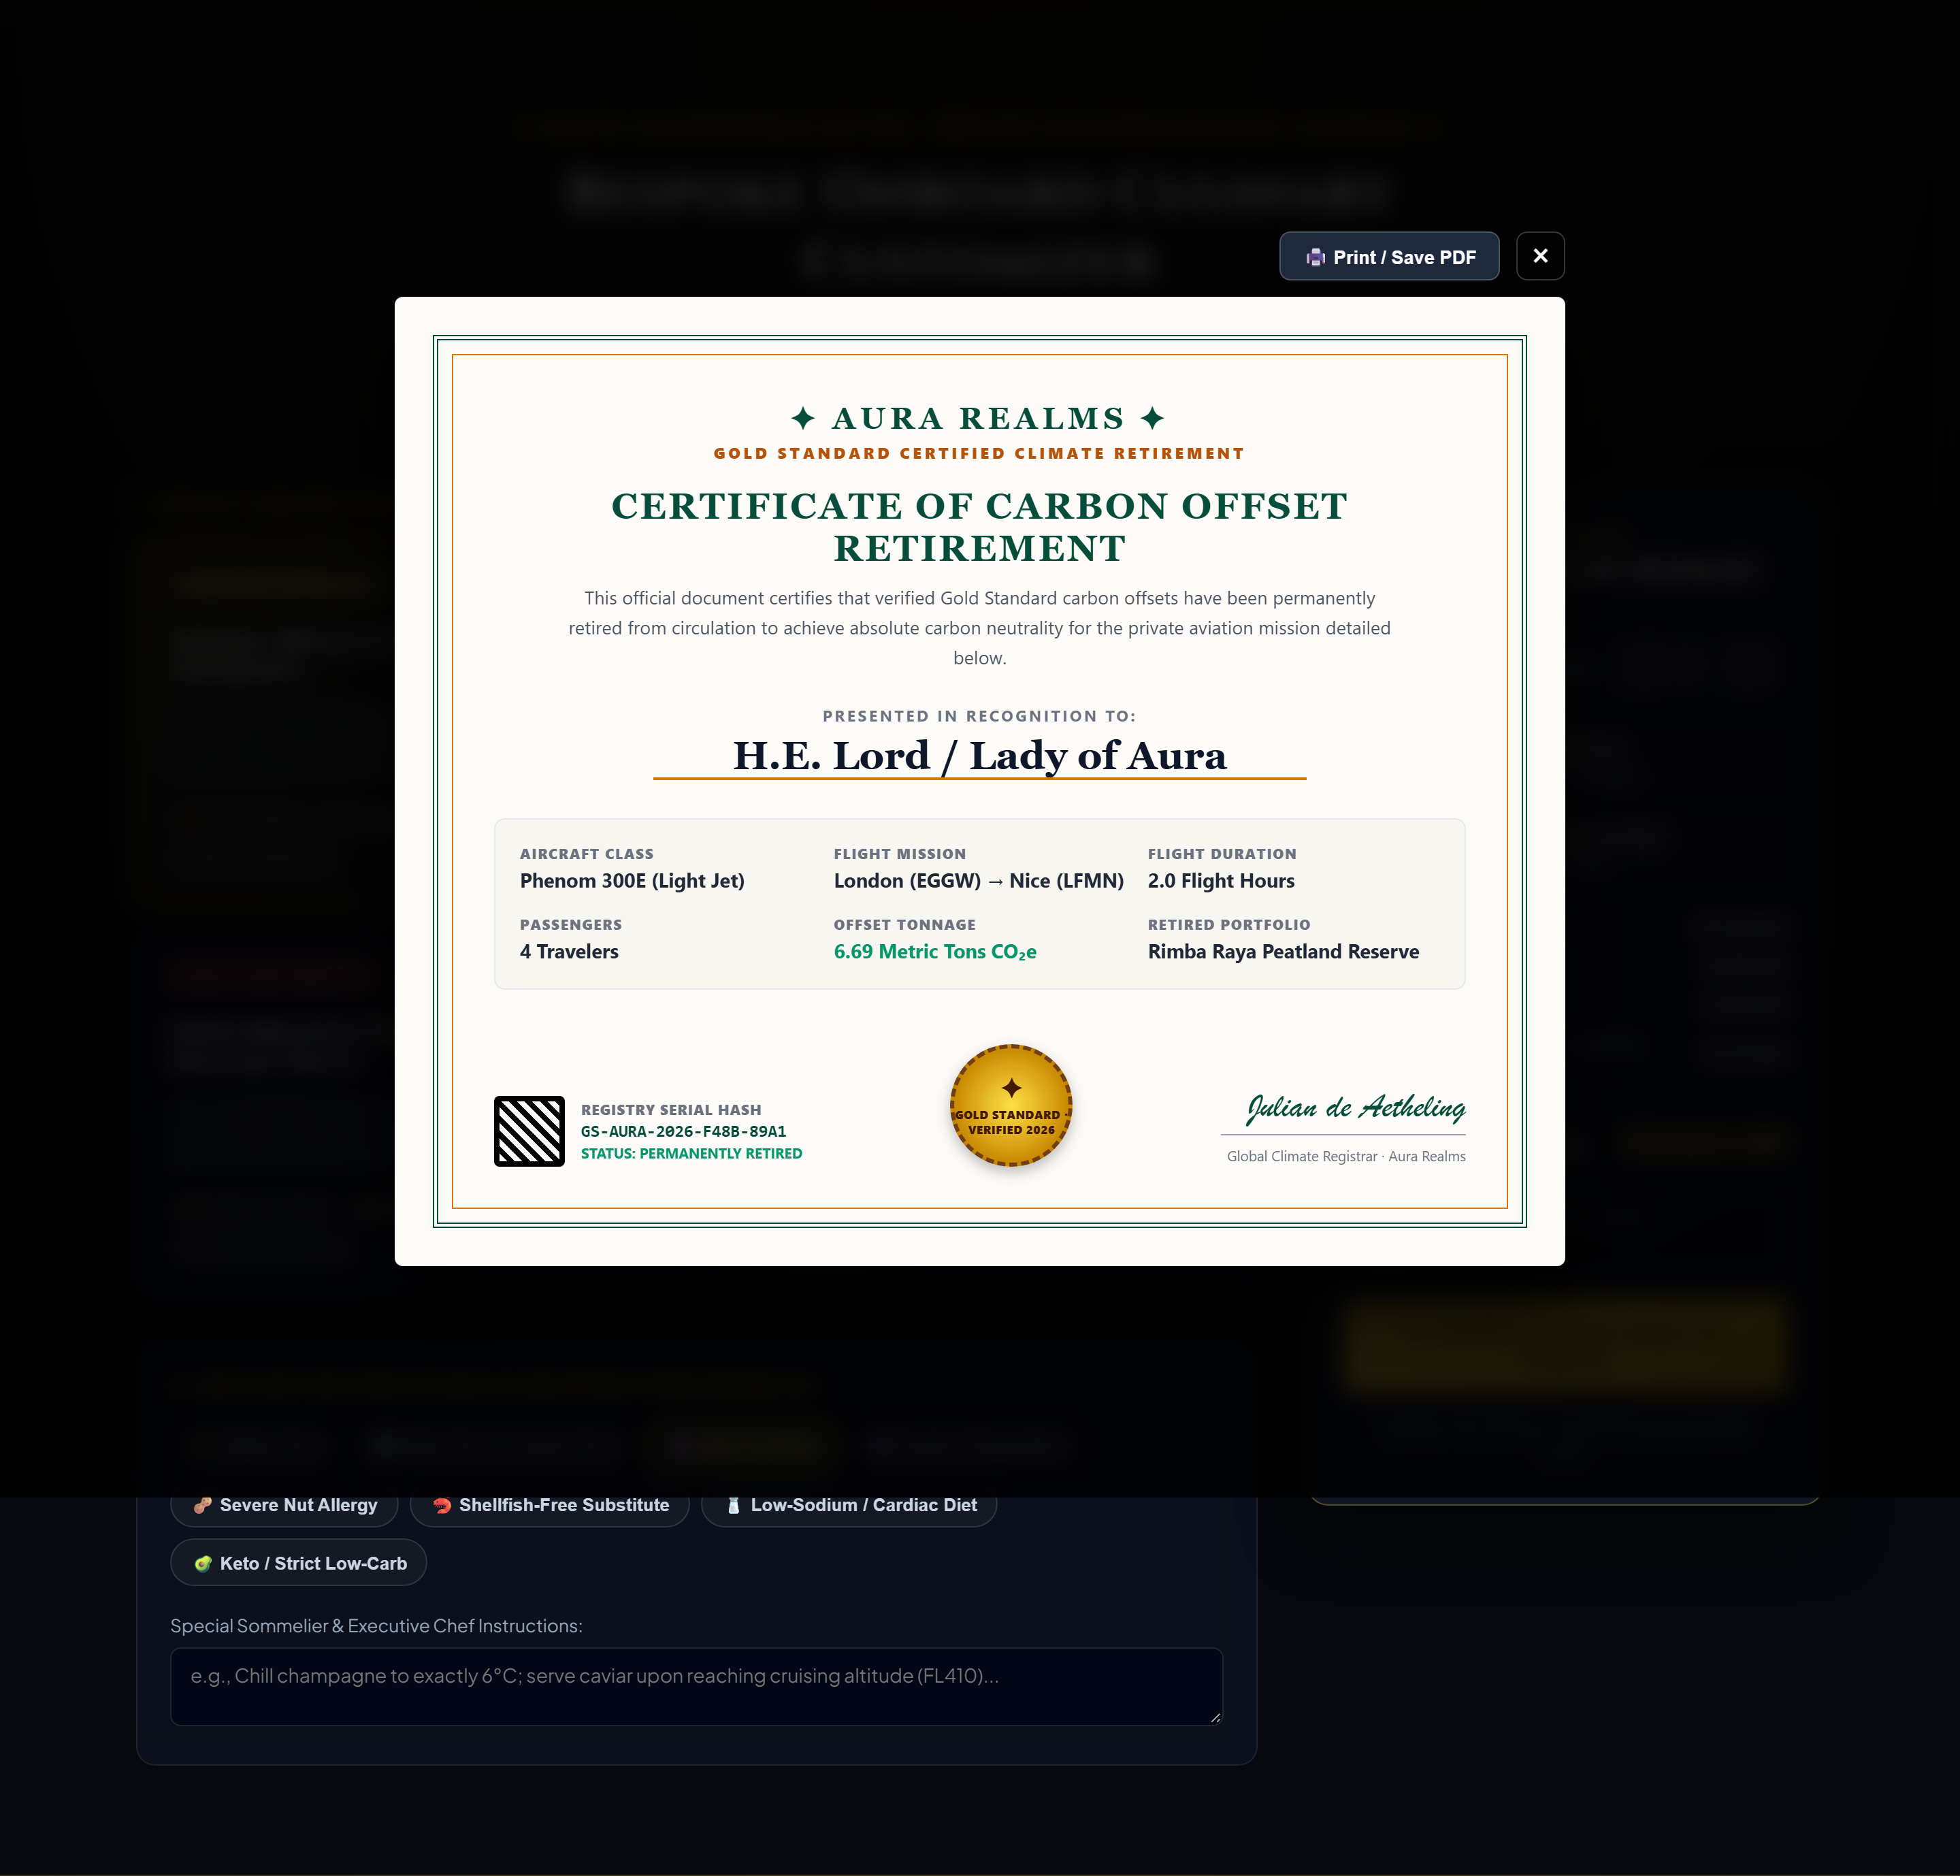 Print / Save PDF
×
✦ AURA REALMS ✦
GOLD STANDARD CERTIFIED CLIMATE RETIREMENT
CERTIFICATE OF CARBON OFFSET
RETIREMENT
This official document certifies that verified Gold Standard carbon offsets have been permanently
retired from circulation to achieve absolute carbon neutrality for the private aviation mission detailed
below.
PRESENTED IN RECOGNITION TO:
H.E. Lord / Lady of Aura
AIRCRAFT CLASS
Phenom 300E (Light Jet)
FLIGHT MISSION
London (EGGW) → Nice (LFMN)
FLIGHT DURATION
2.0 Flight Hours
PASSENGERS
4 Travelers
OFFSET TONNAGE
6.69 Metric Tons CO₂e
RETIRED PORTFOLIO
Rimba Raya Peatland Reserve
REGISTRY SERIAL HASH
GS-AURA-2026-F48B-89A1
STATUS: PERMANENTLY RETIRED
✦
GOLD STANDARD ·
VERIFIED 2026
Julian de Aetheling
Global Climate Registrar · Aura Realms
Severe Nut Allergy
Shellfish-Free Substitute
Low-Sodium / Cardiac Diet
Keto / Strict Low-Carb
Special Sommelier & Executive Chef Instructions:
e.g., Chill champagne to exactly 6°C; serve caviar upon reaching cruising altitude (FL410)...